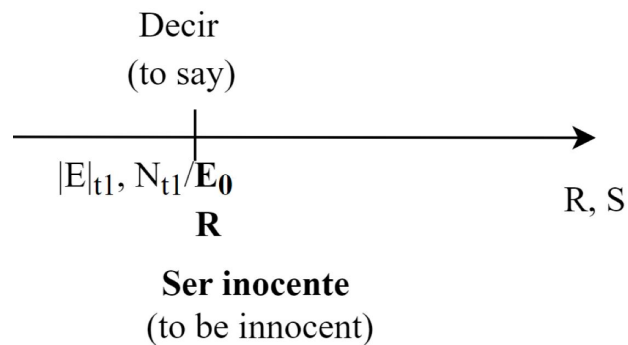 Decir
(to say)
|E|t1, Nt1/E0
R
R, S
Ser inocente
(to be innocent)